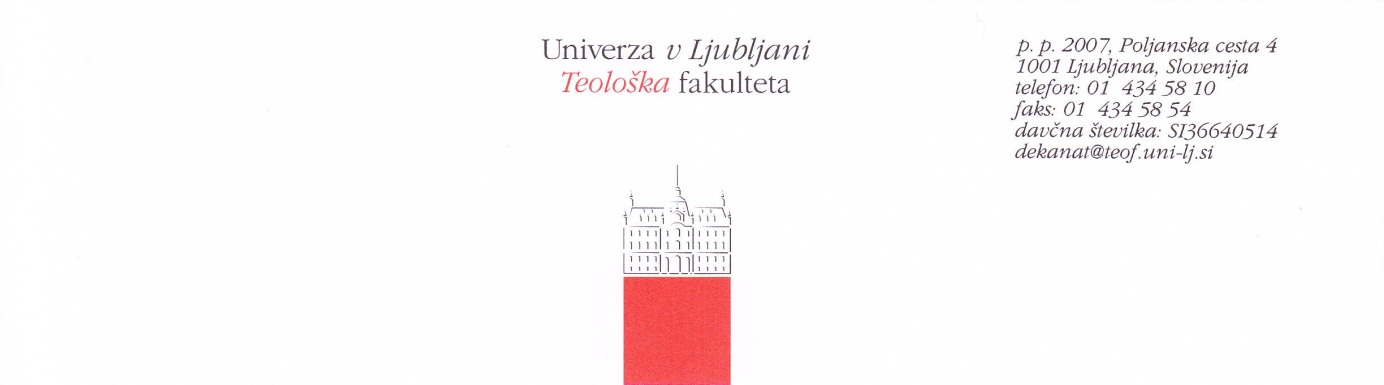 Univerza v Ljubljani
Teološka fakulteta
p. p. 2007, Poljanska cesta 4
1001 Ljubljana, Slovenija
telefon: 01 434 58 10
faks: 01 434 58 54
davčna številka: SI36640514
dekanat@teof.uni-lj.si